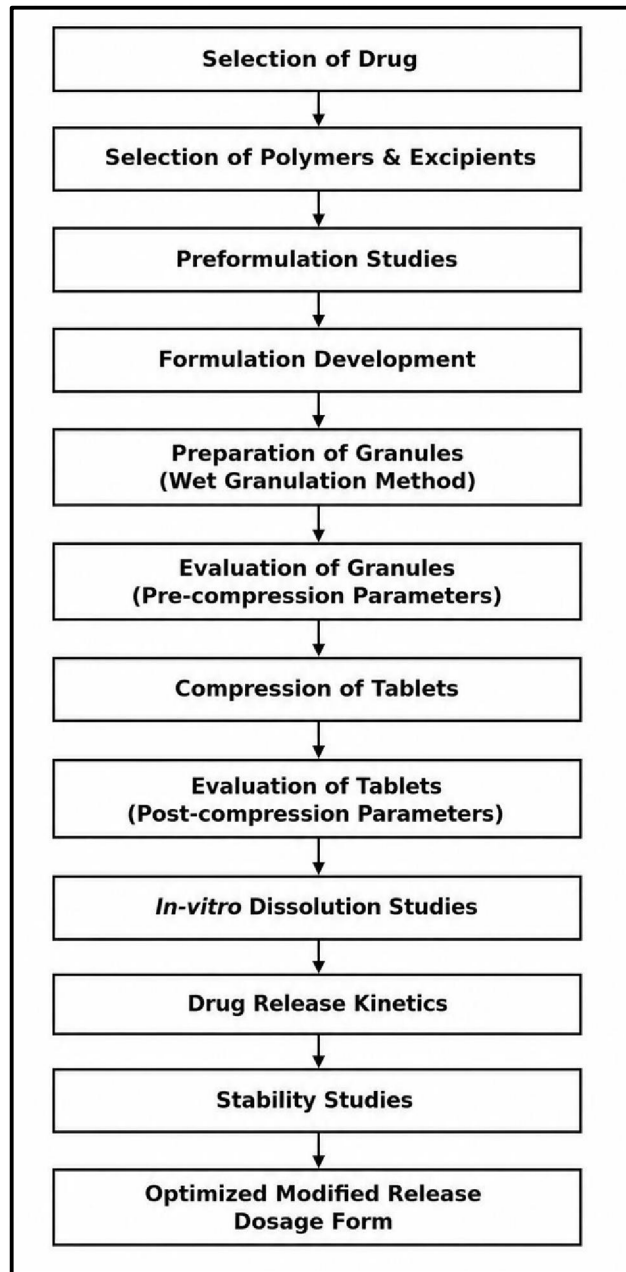 Selection of Drug
Selection of Polymers & Excipients
Preformulation Studies
Formulation Development
Preparation of Granules
(Wet Granulation Method)
Evaluation of Granules
(Pre-compression Parameters)
Compression of Tablets
Evaluation of Tablets
(Post-compression Parameters)
In-vitro Dissolution Studies
Drug Release Kinetics
Stability Studies
Optimized Modified Release
Dosage Form